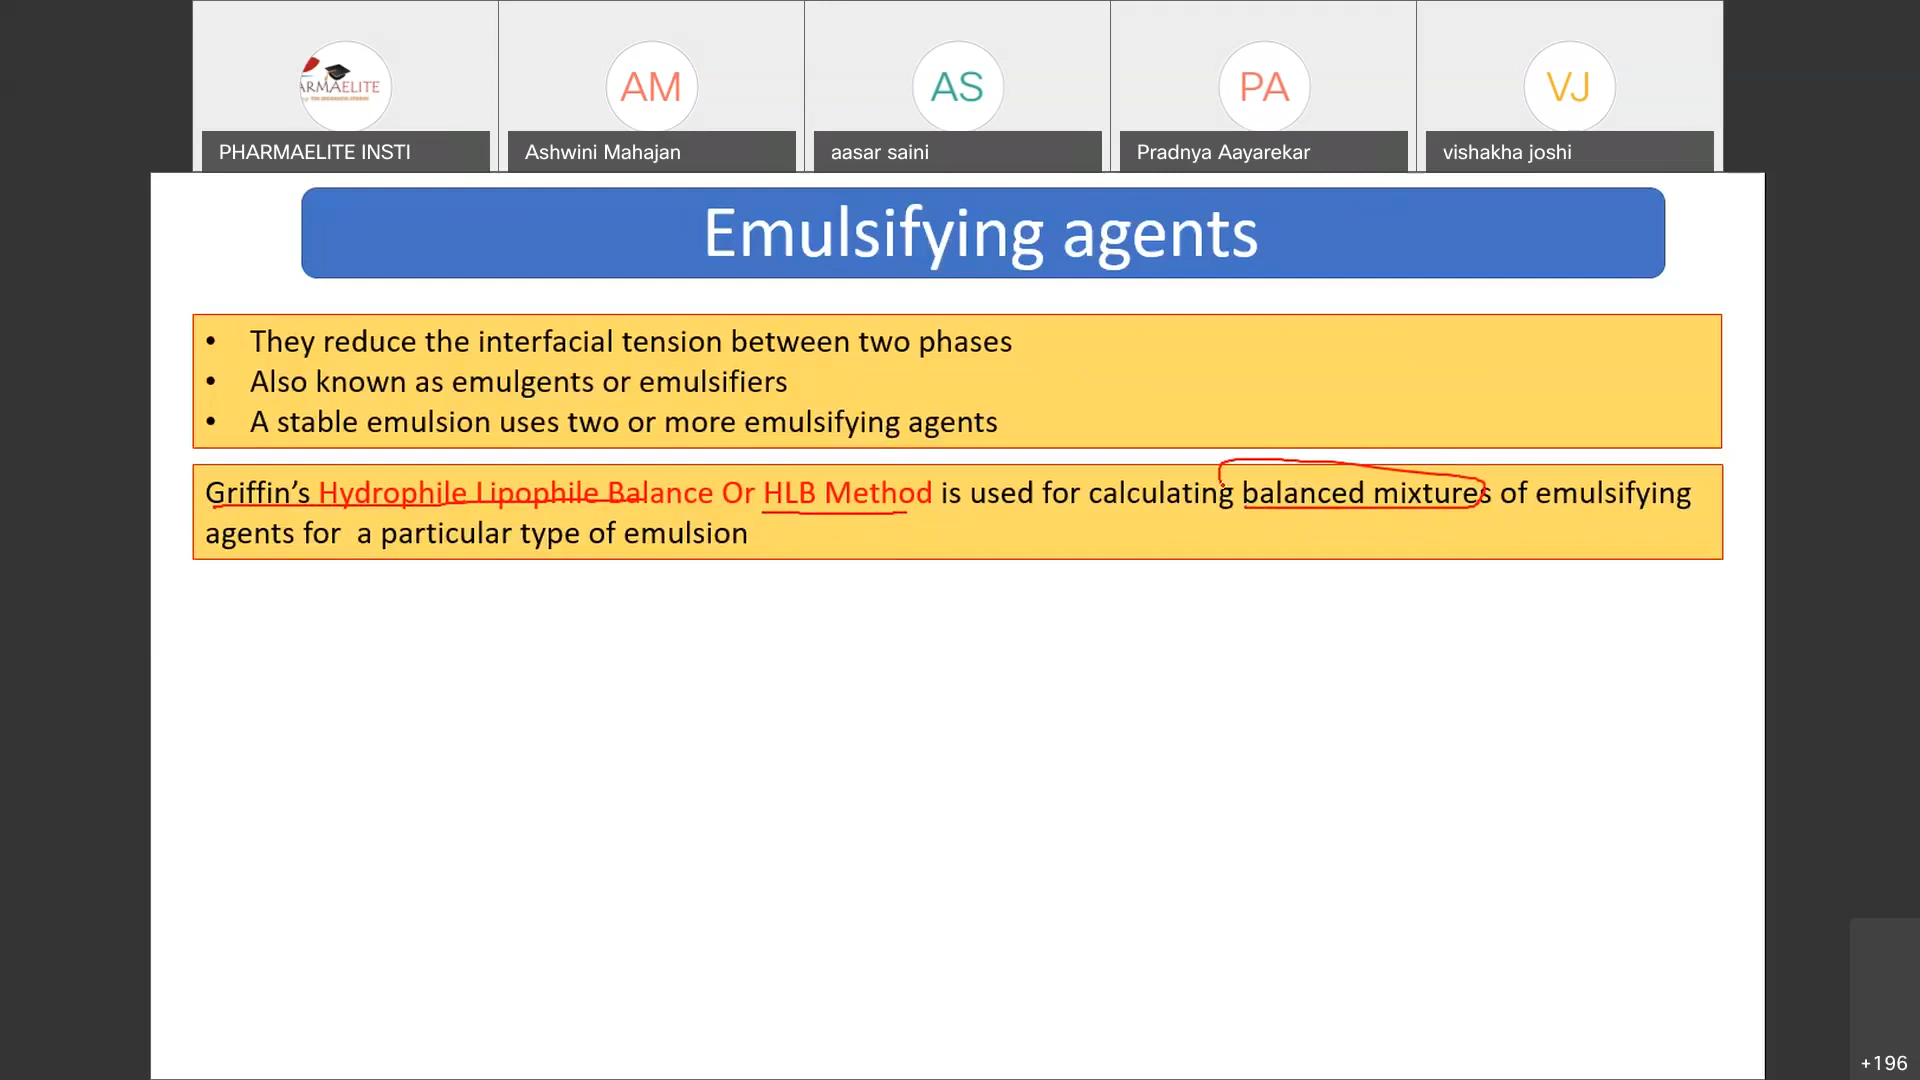 ARMAELITE
AM
AS
PA
VJ
PHARMAELITE INSTI
Ashwini Mahajan
aasar saini
Pradnya Aayarekar
vishakha joshi
Emulsifying agents
• They reduce the interfacial tension between two phases
• Also known as emulgents or emulsifiers
• A stable emulsion uses two or more emulsifying agents
Griffin’s Hydrophile Lipophile Balance Or HLB Method is used for calculating balanced mixtures of emulsifying
agents for a particular type of emulsion
+196